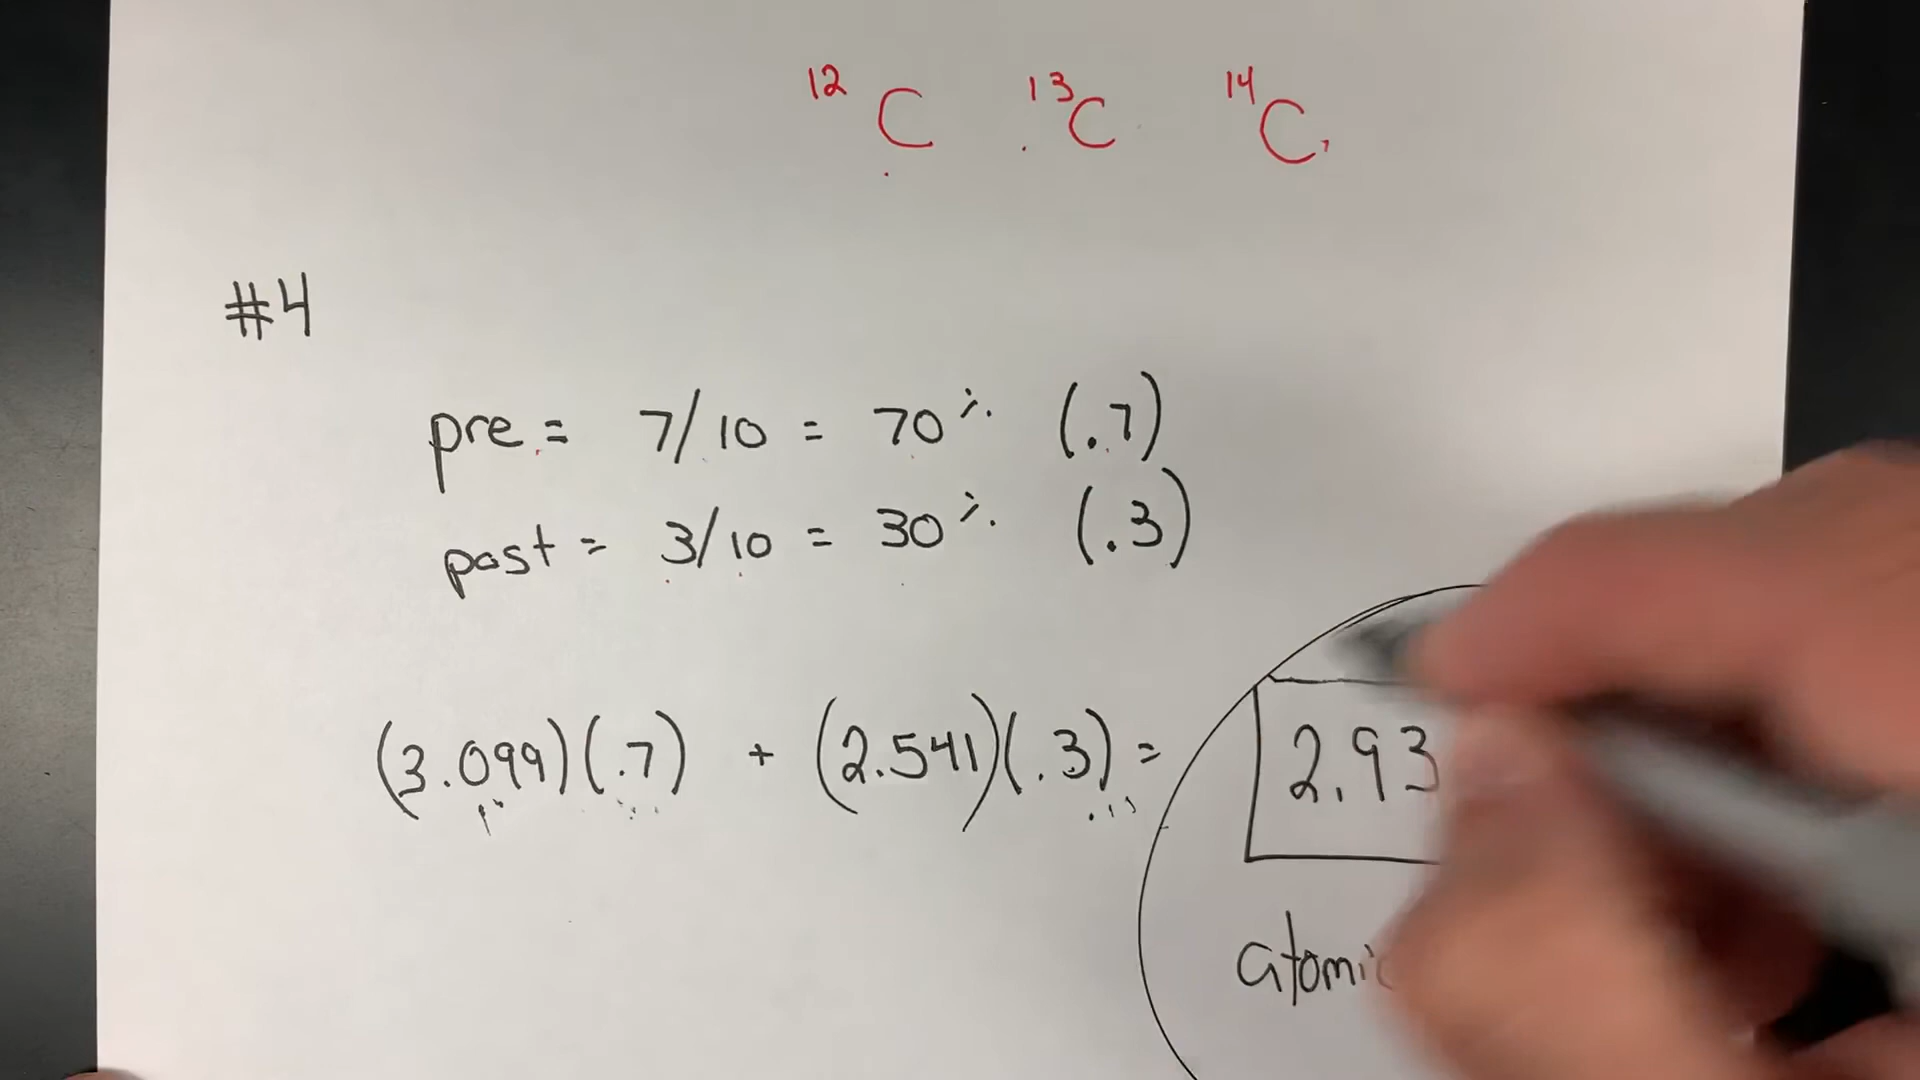 12C 13C 14C
#4
pre = 7/10 = 70% (.7)
post = 3/10 = 30% (.3)
(3.099)(.7) + (2.541)(.3) = 2.93
atomic